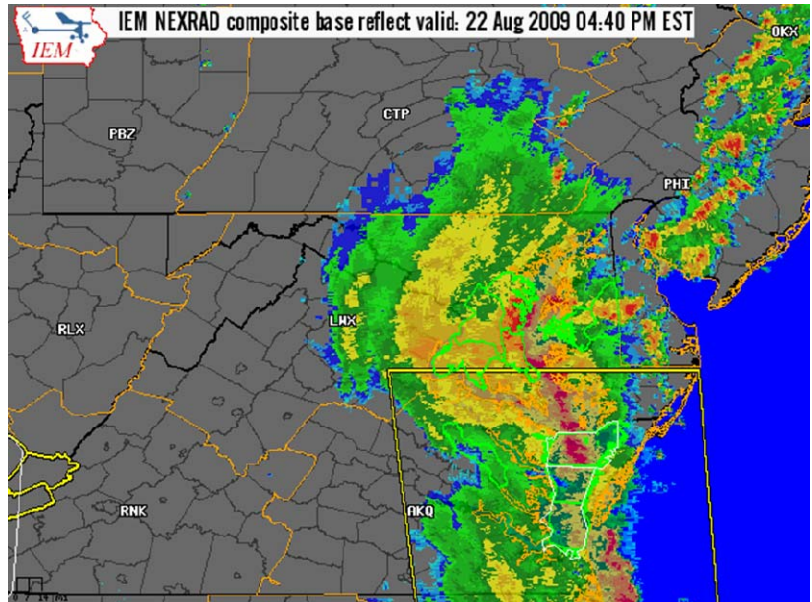 IEM NEXRAD composite base reflect valid: 22 Aug 2009 04:40 PM EST
IEM
OKX
CTP
PBZ
PHI
LWX
RLX
RNK
AKQ